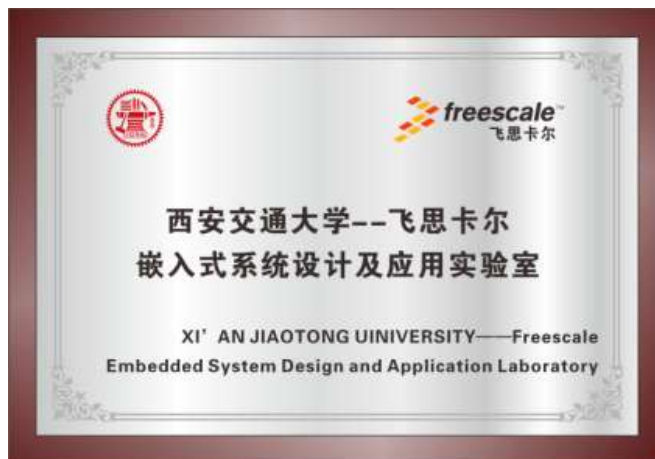 freescale™
飞思卡尔
西安交通大学--飞思卡尔
嵌入式系统设计及应用实验室
XI' AN JIAOTONG UINIVERSITY——Freescale
Embedded System Design and Application Laboratory